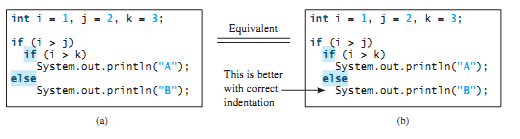 int i = 1, j = 2, k = 3;
if (i > j)
if (i > k)
System.out.println("A");
else
System.out.println("B");
(a)
Equivalent
This is better
with correct
indentation
int i = 1, j = 2, k = 3;
if (i > j)
if (i > k)
System.out.println("A");
else
System.out.println("B");
(b)